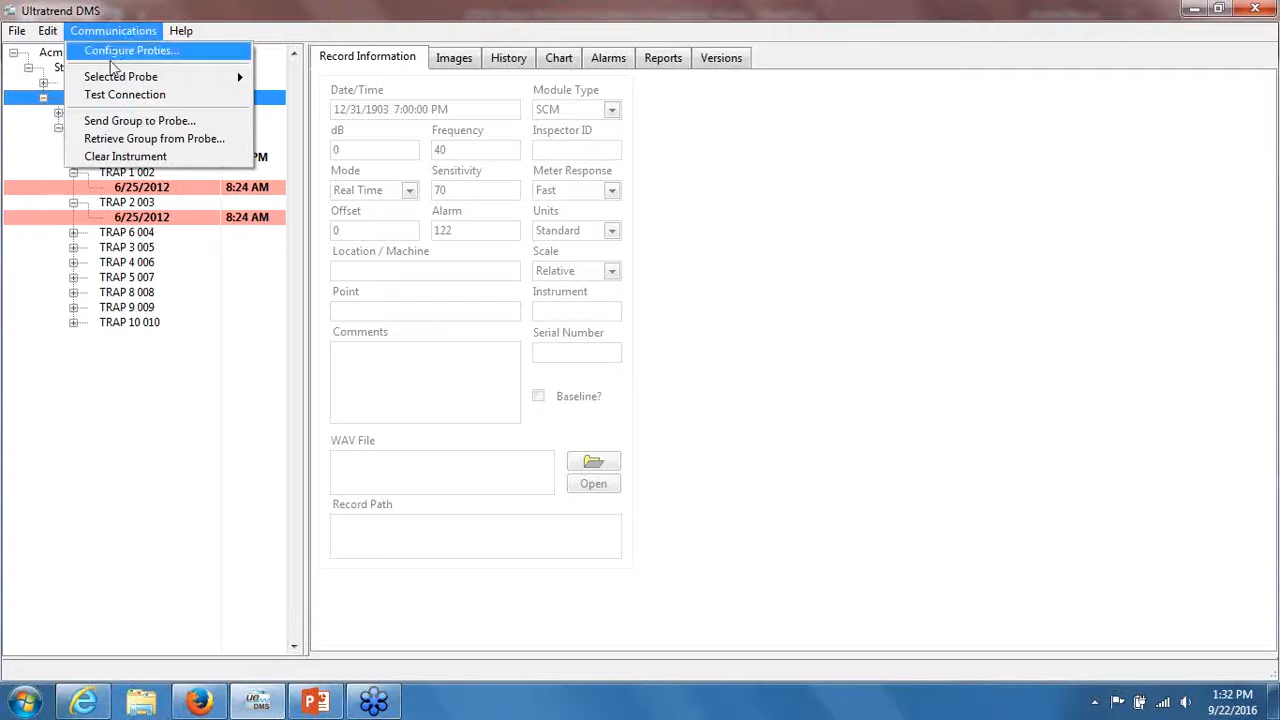 Ultratrend DMS
File Edit Communications Help
Configure Probes...
Selected Probe
Test Connection
Send Group to Probe...
Retrieve Group from Probe...
Clear Instrument
Acm
St
PM
TRAP 1 002
6/25/2012 8:24 AM
TRAP 2 003
6/25/2012 8:24 AM
TRAP 6 004
TRAP 3 005
TRAP 4 006
TRAP 5 007
TRAP 8 008
TRAP 9 009
TRAP 10 010
Record Information Images History Chart Alarms Reports Versions
Date/Time Module Type
12/31/1903 7:00:00 PM SCM
dB Frequency Inspector ID
0 40
Mode Sensitivity Meter Response
Real Time 70 Fast
Offset Alarm Units
0 122 Standard
Location / Machine Scale
Relative
Point Instrument
Comments Serial Number
Baseline?
WAV File
Open
Record Path
ue DMS
1:32 PM
9/22/2016